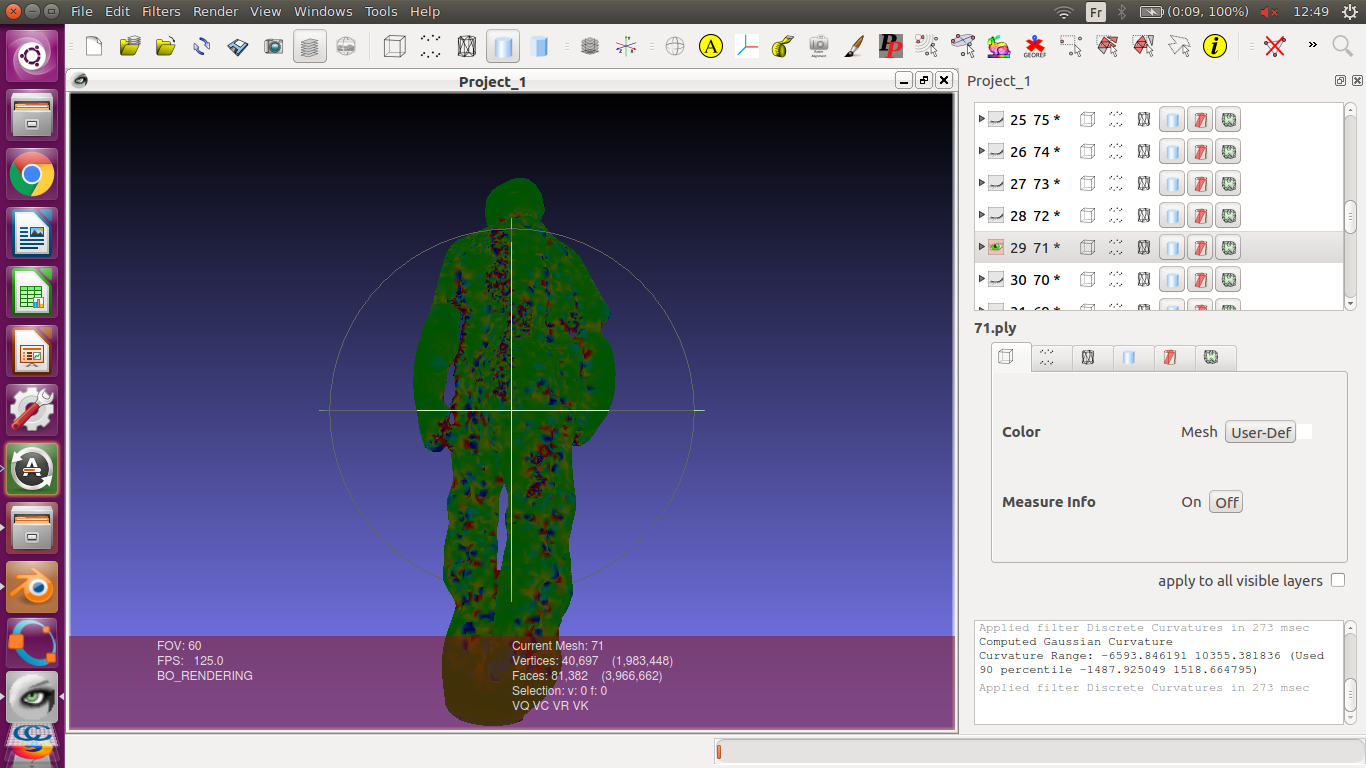 File Edit Filters Render View Windows Tools Help
Fr (0:09, 100%) 12:49
A PP GEOREF i »
Project_1
Project_1
25 75 *
26 74 *
27 73 *
28 72 *
29 71 *
30 70 *
71.ply
Color Mesh User-Def
Measure Info On Off
apply to all visible layers
FOV: 60
FPS: 125.0
BO_RENDERING
Current Mesh: 71
Vertices: 40,697 (1,983,448)
Faces: 81,382 (3,966,662)
Selection: v: 0 f: 0
VQ VC VR VK
Applied filter Discrete Curvatures in 273 msec
Computed Gaussian Curvature
Curvature Range: -6593.846191 10355.381836 (Used
90 percentile -1487.925049 1518.664795)
Applied filter Discrete Curvatures in 273 msec